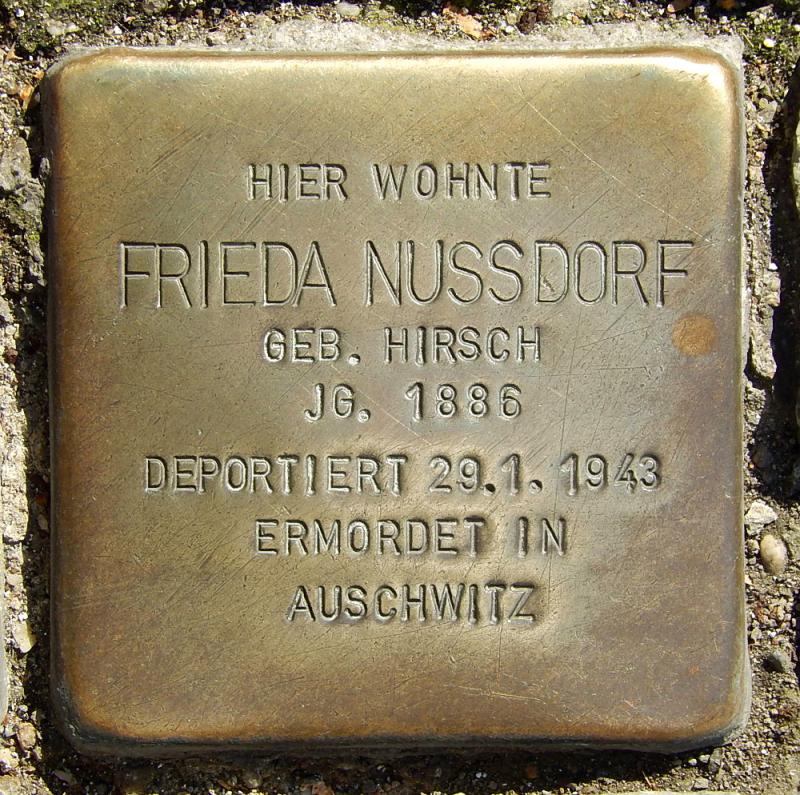 HIER WOHNTE
FRIEDA NUSSDORF
GEB. HIRSCH
JG. 1886
DEPORTIERT 29.1.1943
ERMORDET IN
AUSCHWITZ